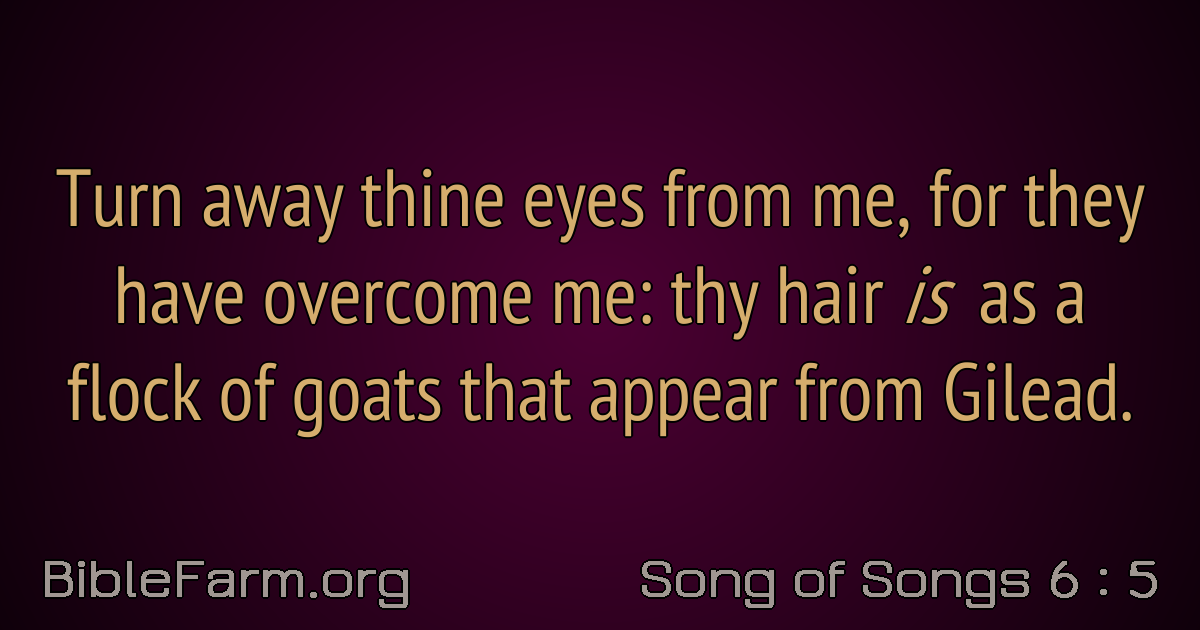 Turn away thine eyes from me, for they
have overcome me: thy hair is as a
flock of goats that appear from Gilead.
BibleFarm.org
Song of Songs 6 : 5